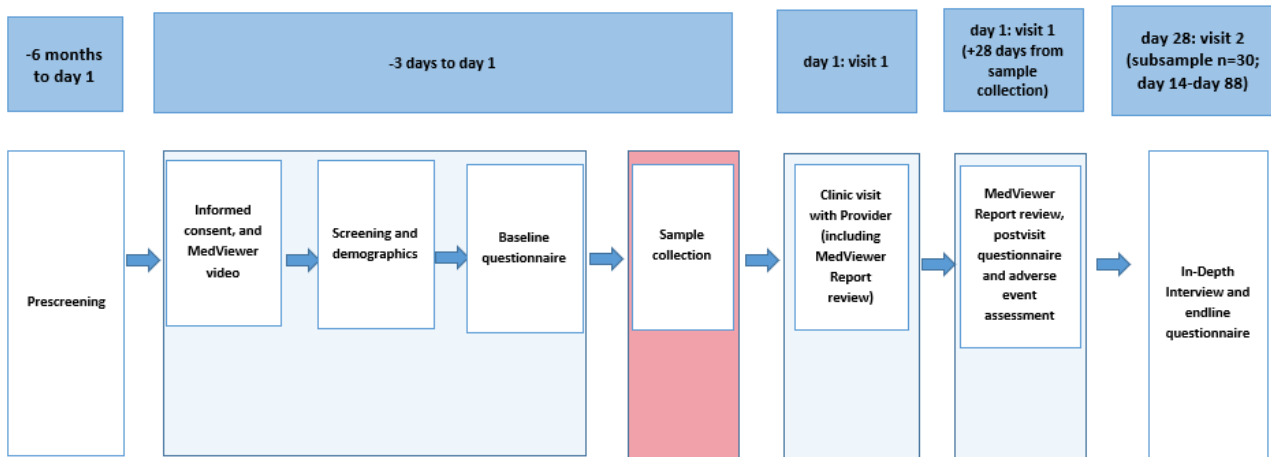 -6 months
to day 1
-3 days to day 1
day 1: visit 1
day 1: visit 1
(+28 days from
sample
collection)
day 28: visit 2
(subsample n=30;
day 14-day 88)
Prescreening
Informed
consent, and
MedViewer
video
Screening and
demographics
Baseline
questionnaire
Sample
collection
Clinic visit
with Provider
(including
MedViewer
Report
review)
MedViewer
Report review,
postvisit
questionnaire
and adverse
event
assessment
In-Depth
Interview and
endline
questionnaire